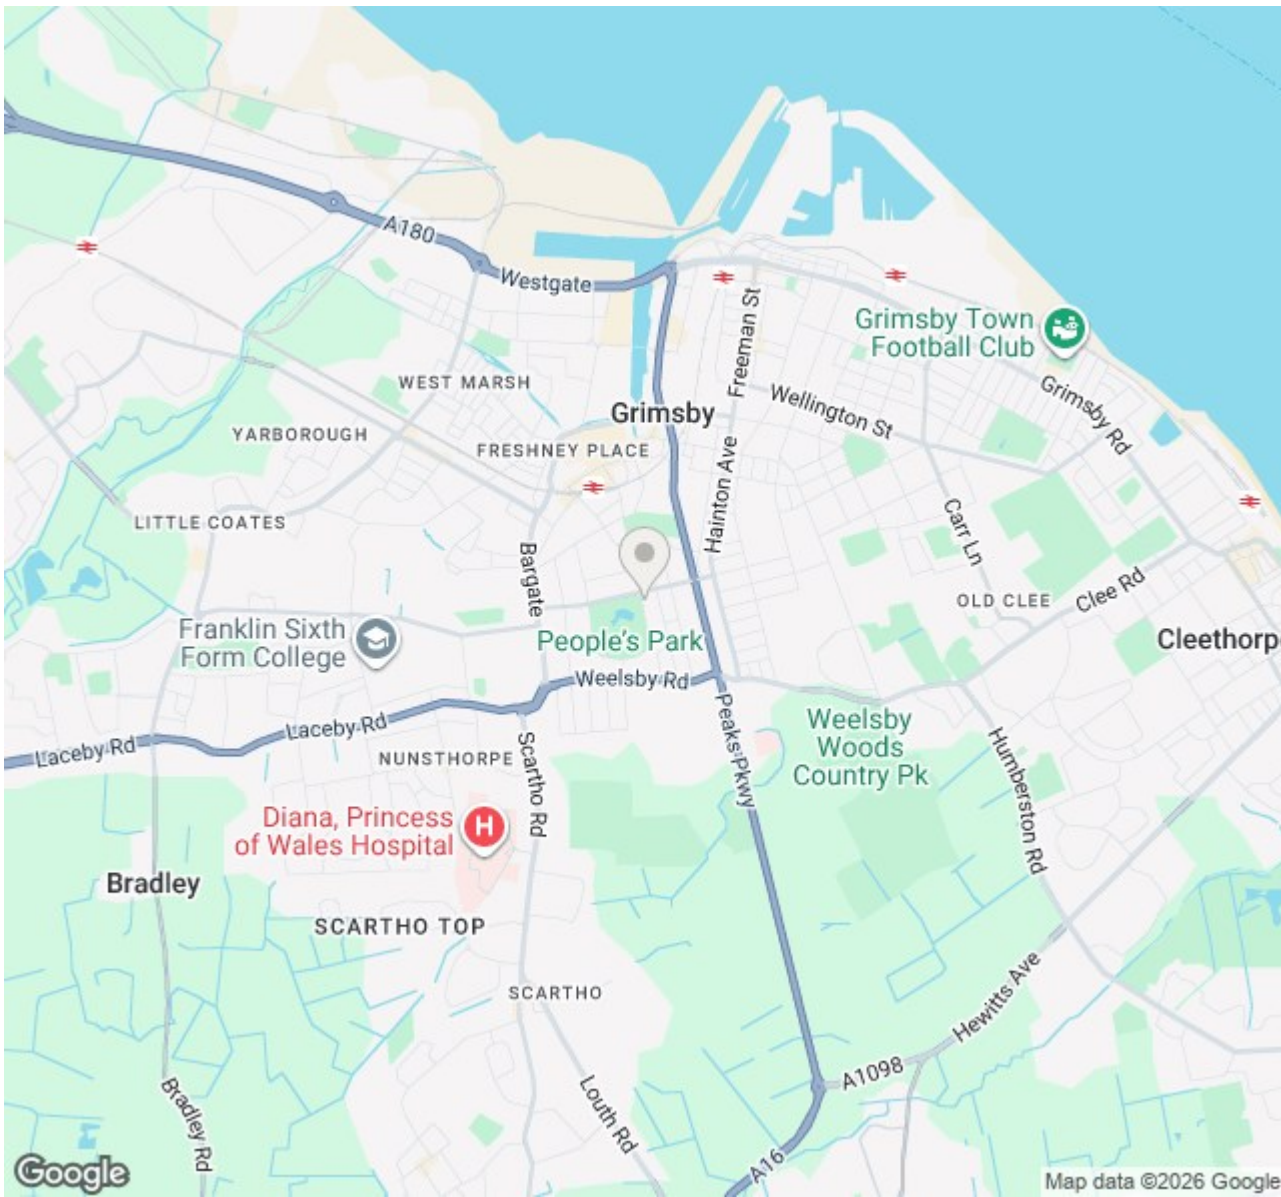 A180
Westgate
Freeman St
Grimsby Town
Football Club
Grimsby Rd
WEST MARSH
Wellington St
Grimsby
YARBOROUGH
FRESHNEY PLACE
Hainton Ave
LITTLE COATES
Carr Ln
Bargate
Clee Rd
OLD CLEE
Franklin Sixth
Form College
People's Park
Cleethorpe
Weelsby Rd
Peaks Pkwy
Weelsby
Woods
Country Pk
Laceby Rd
Laceby Rd
NUNSTHORPE
Scartho Rd
Humberston Rd
Diana, Princess
of Wales Hospital
H
Bradley
SCARTHO TOP
SCARTHO
Hewitts Ave
A1098
Bradley Rd
Louth Rd
A16
Google
Map data ©2026 Google